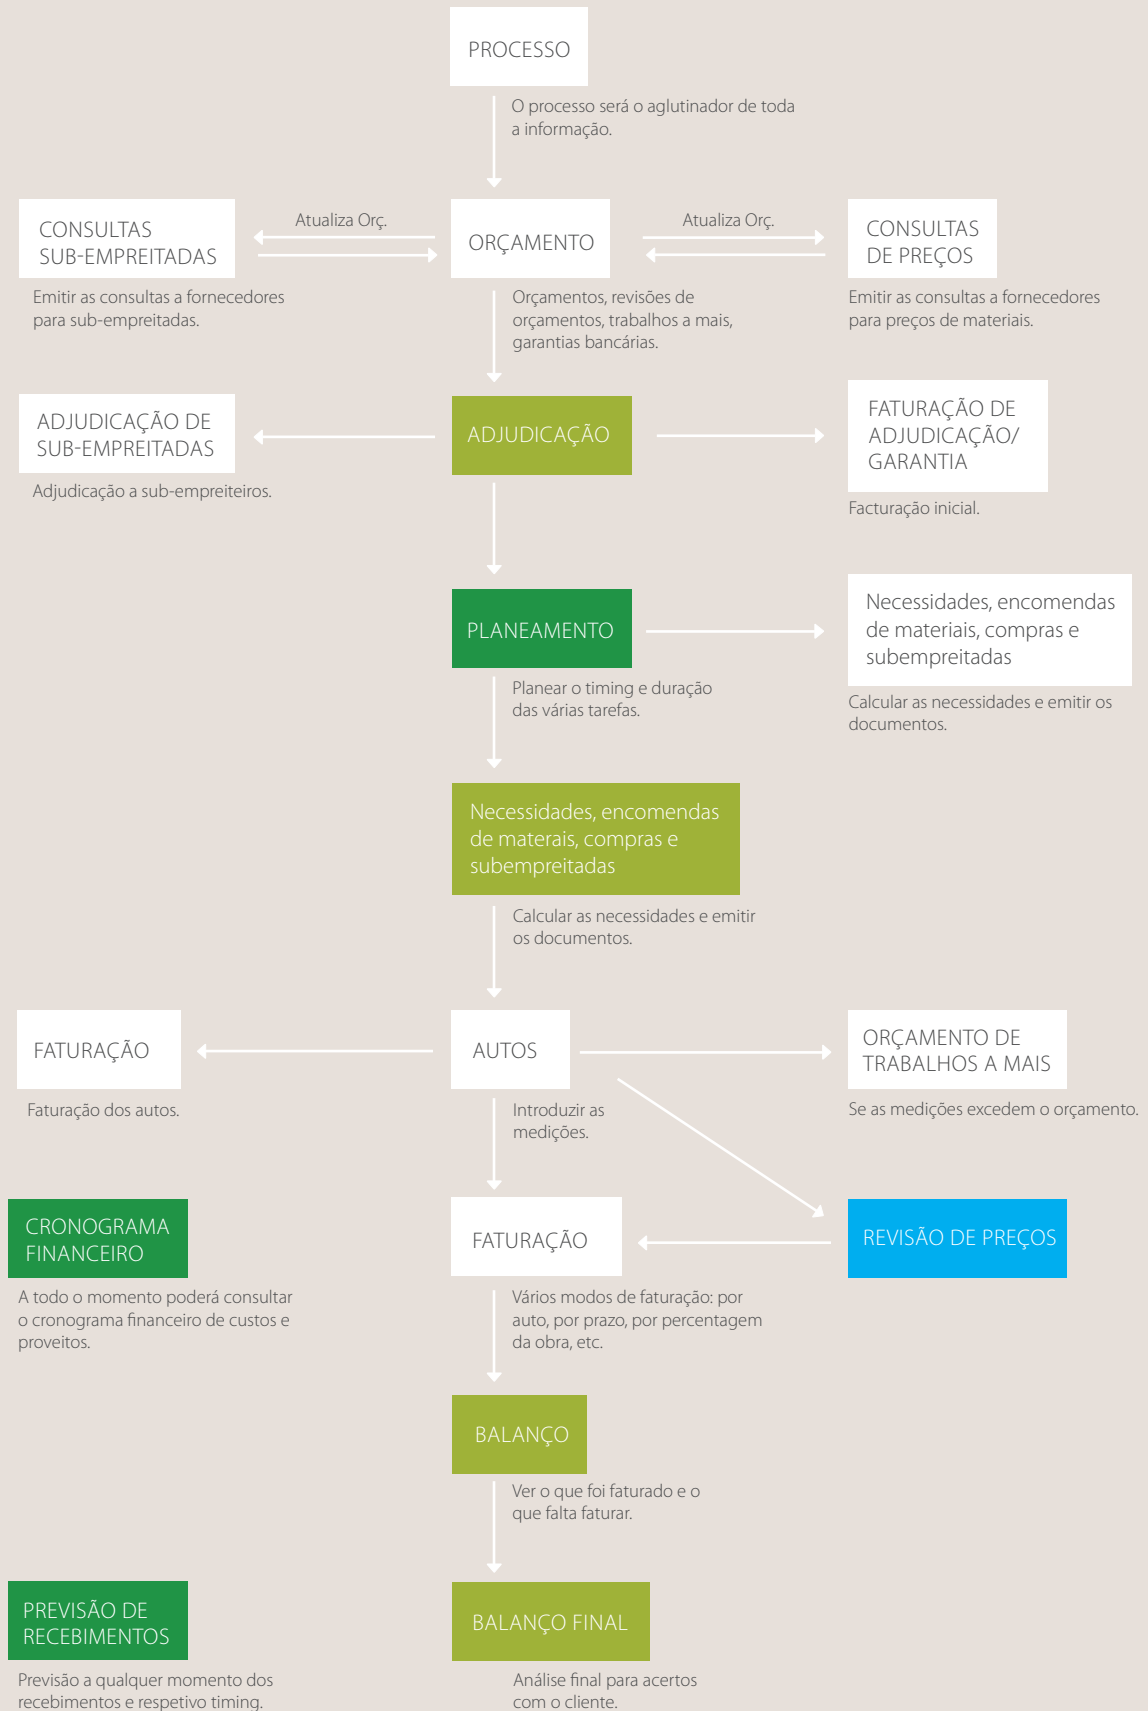 PROCESSO
O processo será o aglutinador de toda
a informação.
CONSULTAS
SUB-EMPREITADAS
Emitir as consultas a fornecedores
para sub-empreitadas.
Atualiza Orç.
ORÇAMENTO
Orçamentos, revisões de
orçamentos, trabalhos a mais,
garantias bancárias.
Atualiza Orç.
CONSULTAS
DE PREÇOS
Emitir as consultas a fornecedores
para preços de materiais.
ADJUDICAÇÃO DE
SUB-EMPREITADAS
Adjudicação a sub-empreiteiros.
ADJUDICAÇÃO
FATURAÇÃO DE
ADJUDICAÇÃO/
GARANTIA
Facturação inicial.
PLANEAMENTO
Planear o timing e duração
das várias tarefas.
Necessidades, encomendas
de materiais, compras e
subempreitadas
Calcular as necessidades e emitir os
documentos.
Necessidades, encomendas
de materais, compras e
subempreitadas
Calcular as necessidades e emitir
os documentos.
FATURAÇÃO
Faturação dos autos.
AUTOS
Introduzir as
medições.
ORÇAMENTO DE
TRABALHOS A MAIS
Se as medições excedem o orçamento.
CRONOGRAMA
FINANCEIRO
A todo o momento poderá consultar
o cronograma financeiro de custos e
proveitos.
FATURAÇÃO
Vários modos de faturação: por
auto, por prazo, por percentagem
da obra, etc.
REVISÃO DE PREÇOS
BALANÇO
Ver o que foi faturado e o
que falta faturar.
PREVISÃO DE
RECEBIMENTOS
Previsão a qualquer momento dos
recebimentos e respetivo timing.
BALANÇO FINAL
Análise final para acertos
com o cliente.